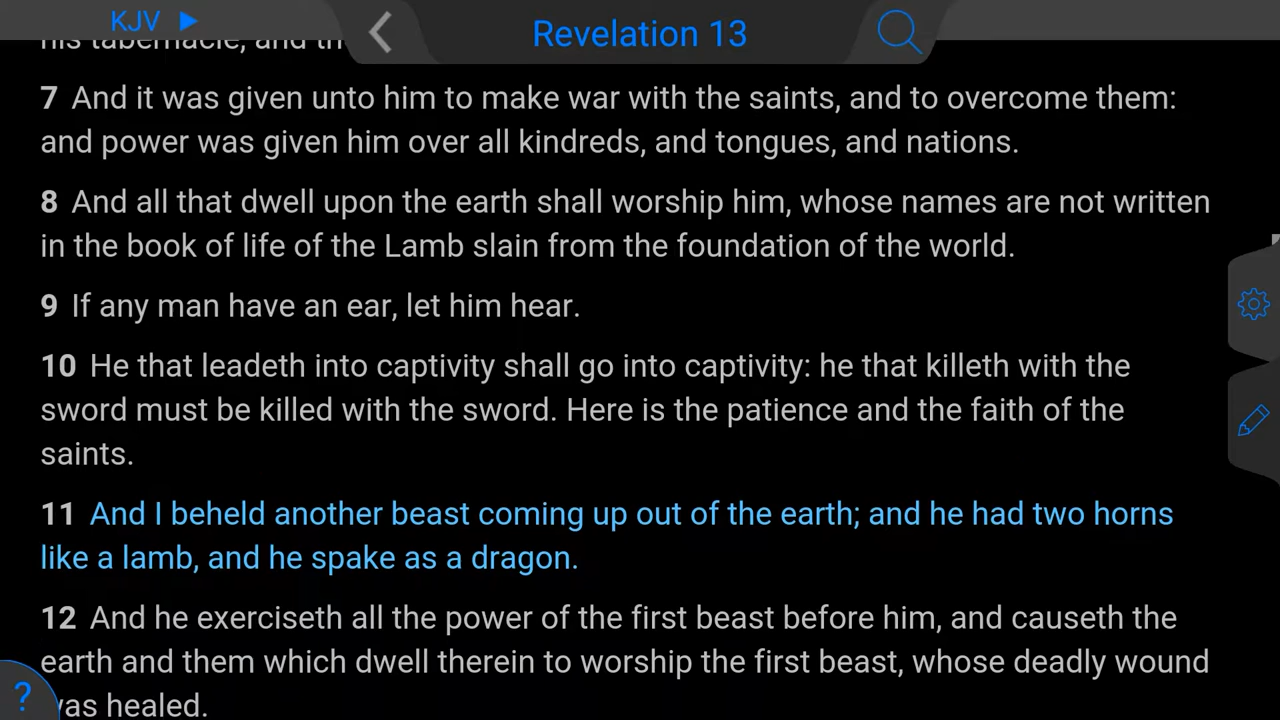 KJV
Revelation 13
his tabernacle, and th
7 And it was given unto him to make war with the saints, and to overcome them:
and power was given him over all kindreds, and tongues, and nations.
8 And all that dwell upon the earth shall worship him, whose names are not written
in the book of life of the Lamb slain from the foundation of the world.
9 If any man have an ear, let him hear.
10 He that leadeth into captivity shall go into captivity: he that killeth with the
sword must be killed with the sword. Here is the patience and the faith of the
saints.
11 And I beheld another beast coming up out of the earth; and he had two horns
like a lamb, and he spake as a dragon.
12 And he exerciseth all the power of the first beast before him, and causeth the
earth and them which dwell therein to worship the first beast, whose deadly wound
was healed.
?